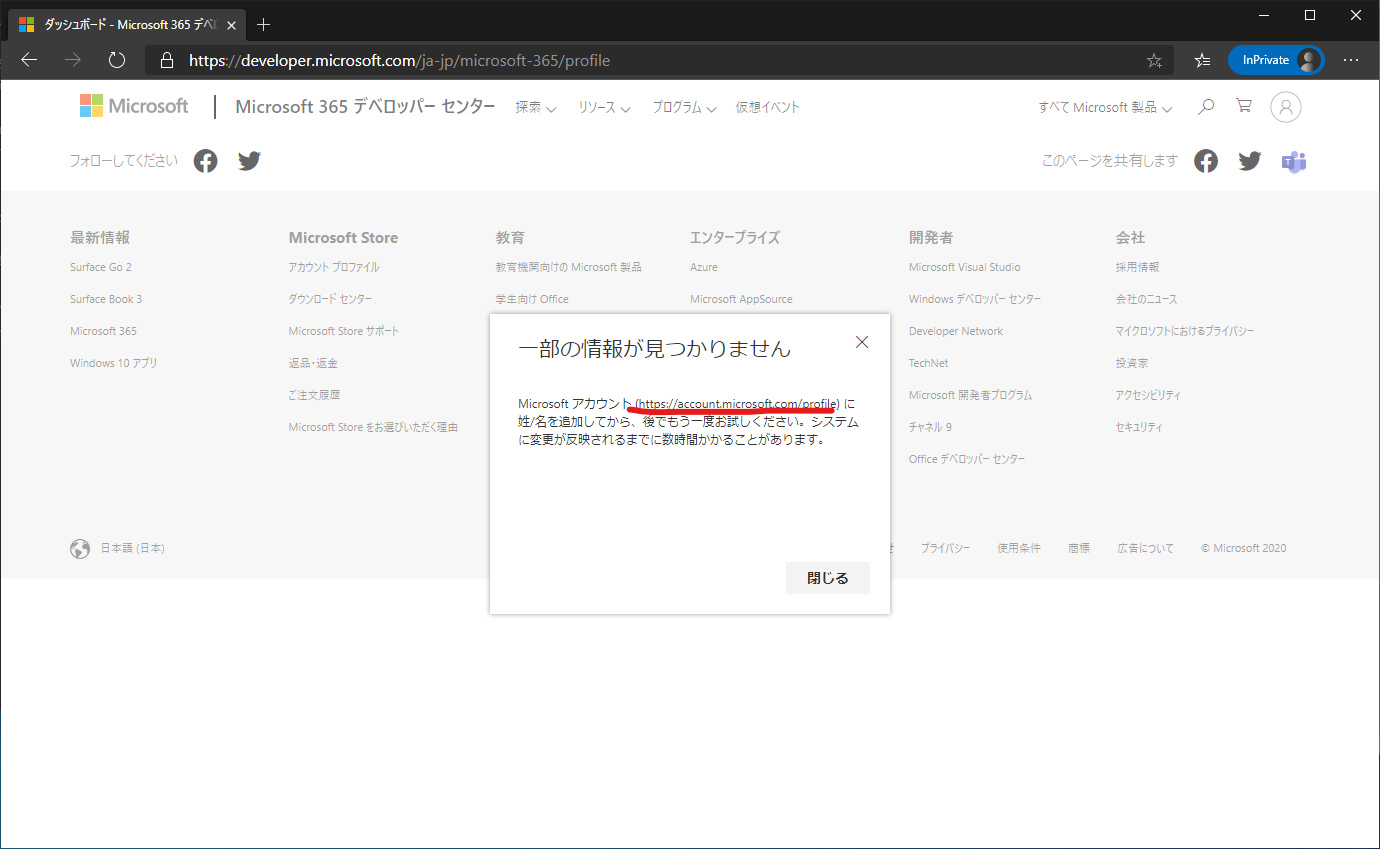 ダッシュボード - Microsoft 365 デベ
https://developer.microsoft.com/ja-jp/microsoft-365/profile
InPrivate
Microsoft
Microsoft 365 デベロッパー センター
探索
リソース
プログラム
仮想イベント
すべて Microsoft 製品
フォローしてください
このページを共有します
最新情報
Microsoft Store
教育
エンタープライズ
開発者
会社
Surface Go 2
アカウント プロファイル
教育機関向けの Microsoft 製品
Azure
Microsoft Visual Studio
採用情報
Surface Book 3
ダウンロード センター
学生向け Office
Microsoft AppSource
Windows デベロッパー センター
会社のニュース
Microsoft 365
Microsoft Store サポート
Developer Network
マイクロソフトにおけるプライバシー
Windows 10 アプリ
返品・返金
TechNet
投資家
ご注文履歴
Microsoft 開発者プログラム
アクセシビリティ
Microsoft Store をお選びいただく理由
チャネル 9
セキュリティ
Office デベロッパー センター
一部の情報が見つかりません
Microsoft アカウント (https://account.microsoft.com/profile) に
姓/名を追加してから、後でもう一度お試しください。システム
に変更が反映されるまでに数時間かかることがあります。
閉じる
日本語 (日本)
せ
プライバシー
使用条件
商標
広告について
© Microsoft 2020